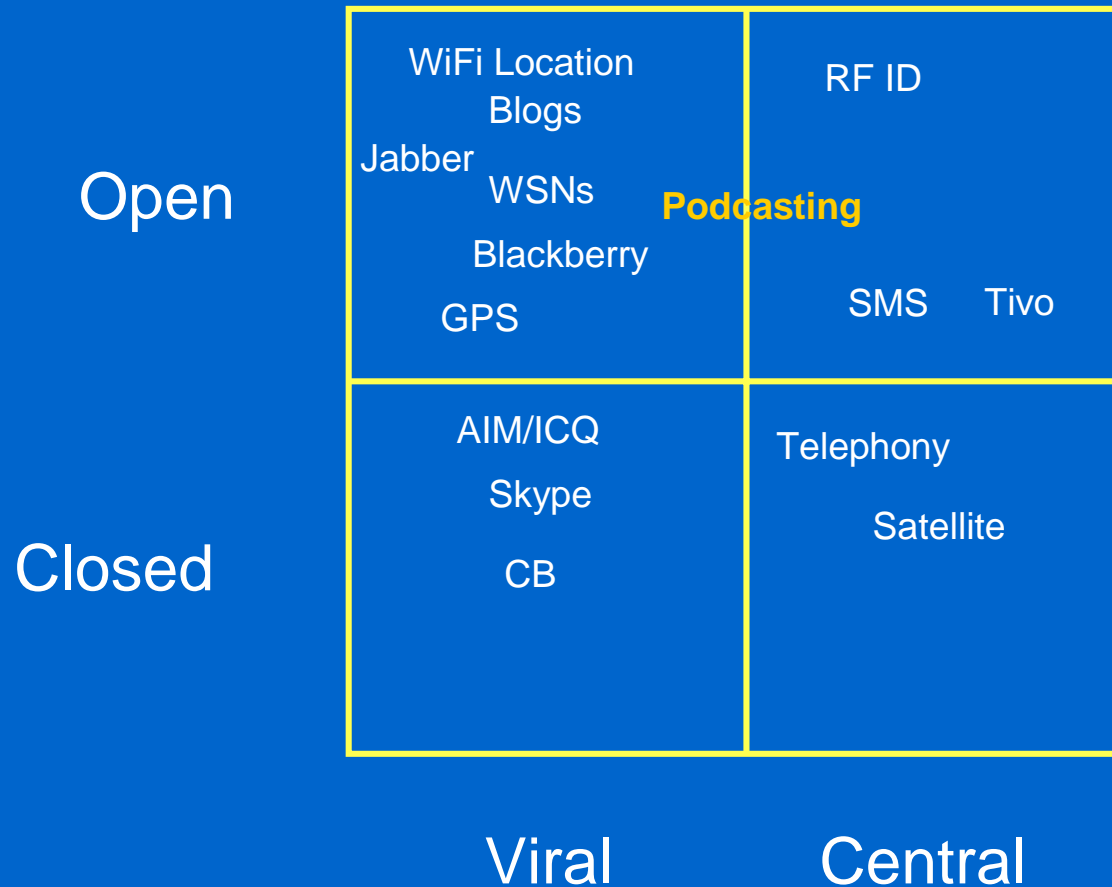 WiFi Location
RF ID
Blogs
Jabber
WSNs
Open
Podcasting
Blackberry
SMS
Tivo
GPS
AIM/ICQ
Telephony
Skype
Satellite
Closed
CB
Viral
Central